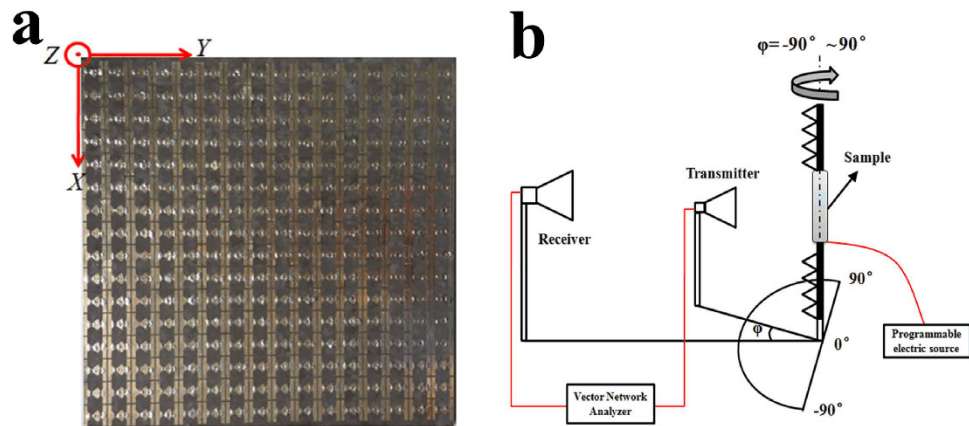 a
Z
Y
X
b
φ= -90° ~90°
Sample
Transmitter
Receiver
90°
φ
0°
Programmable
electric source
Vector Network
Analyzer
-90°